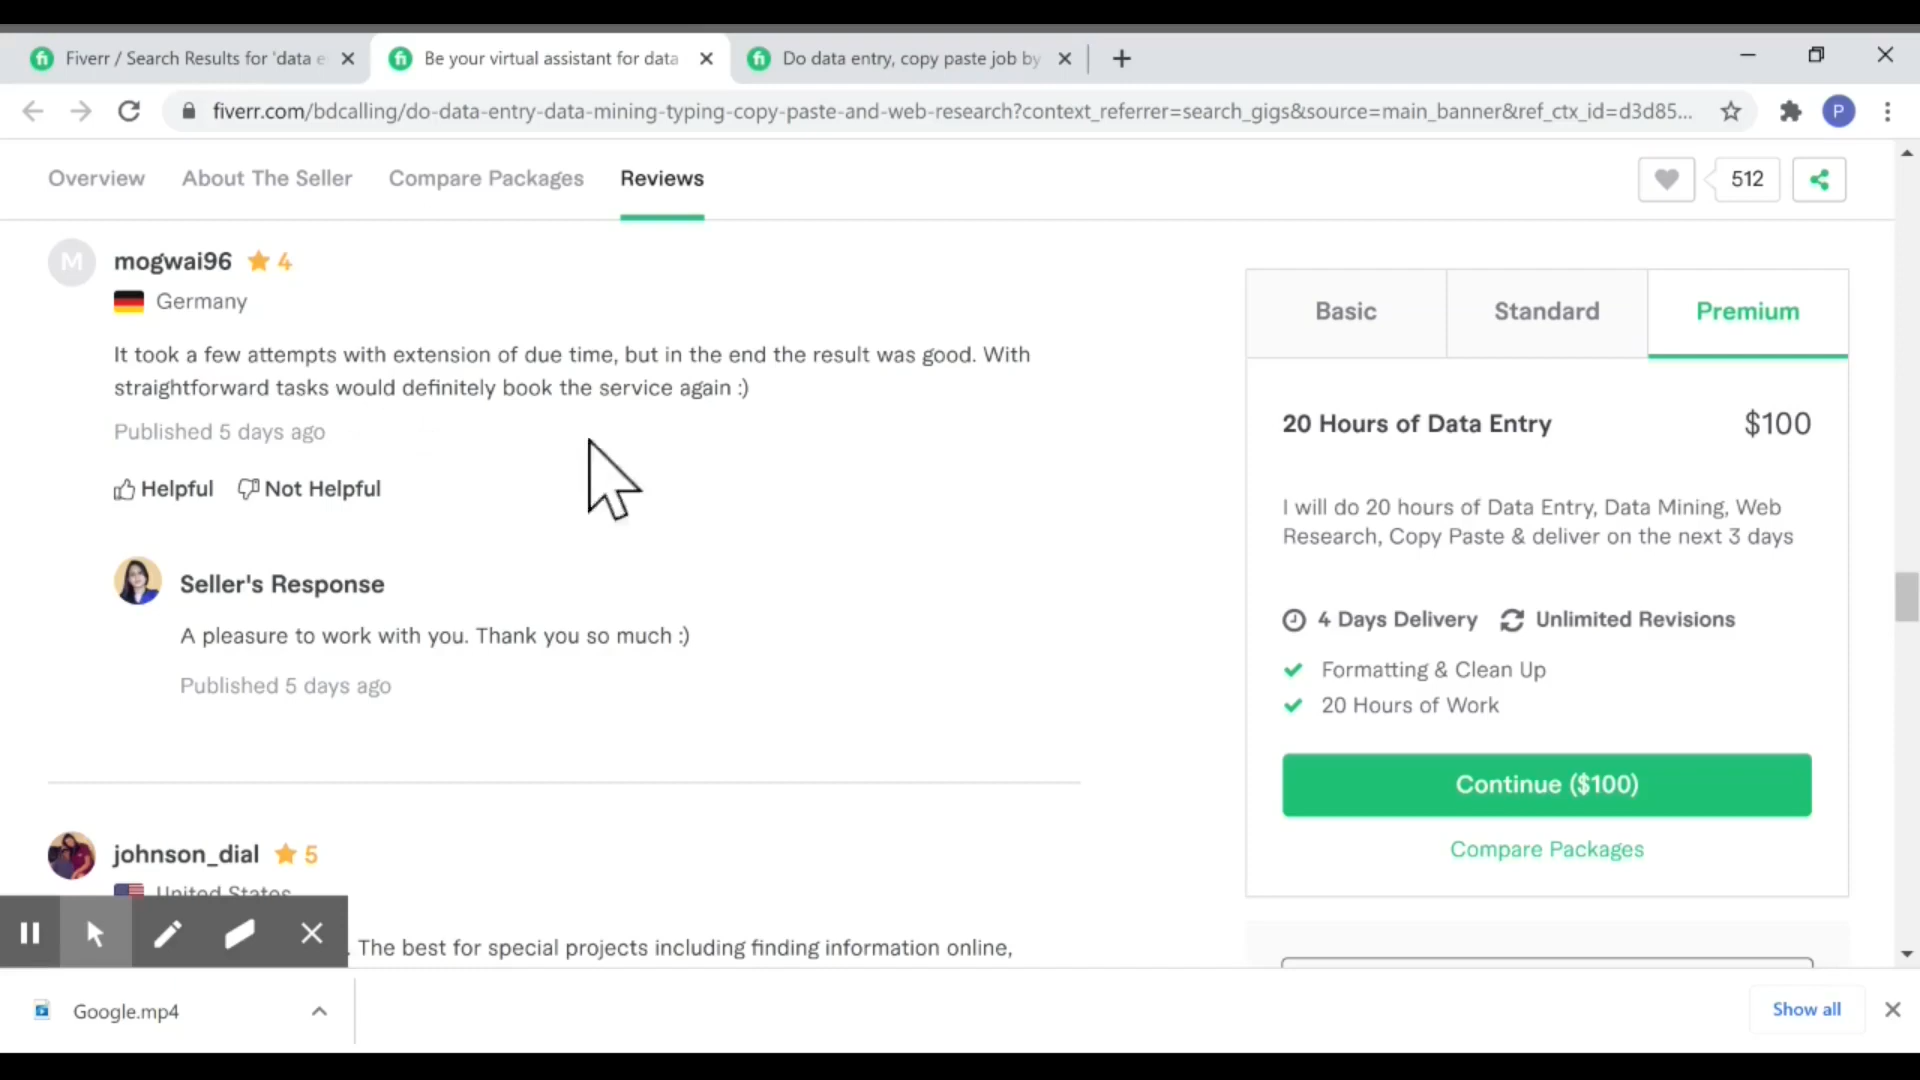 Fiverr / Search Results for 'data e
Be your virtual assistant for data
Do data entry, copy paste job by
fiverr.com/bdcalling/do-data-entry-data-mining-typing-copy-paste-and-web-research?context_referrer=search_gigs&source=main_banner&ref_ctx_id=d3d85...
P
Overview About The Seller Compare Packages Reviews
512
M
mogwai96 4
Germany
It took a few attempts with extension of due time, but in the end the result was good. With
straightforward tasks would definitely book the service again :)
Published 5 days ago
Helpful Not Helpful
Seller's Response
A pleasure to work with you. Thank you so much :)
Published 5 days ago
johnson_dial 5
United States
. The best for special projects including finding information online,
Basic Standard Premium
20 Hours of Data Entry $100
I will do 20 hours of Data Entry, Data Mining, Web
Research, Copy Paste & deliver on the next 3 days
4 Days Delivery Unlimited Revisions
Formatting & Clean Up
20 Hours of Work
Continue ($100)
Compare Packages
Google.mp4
Show all